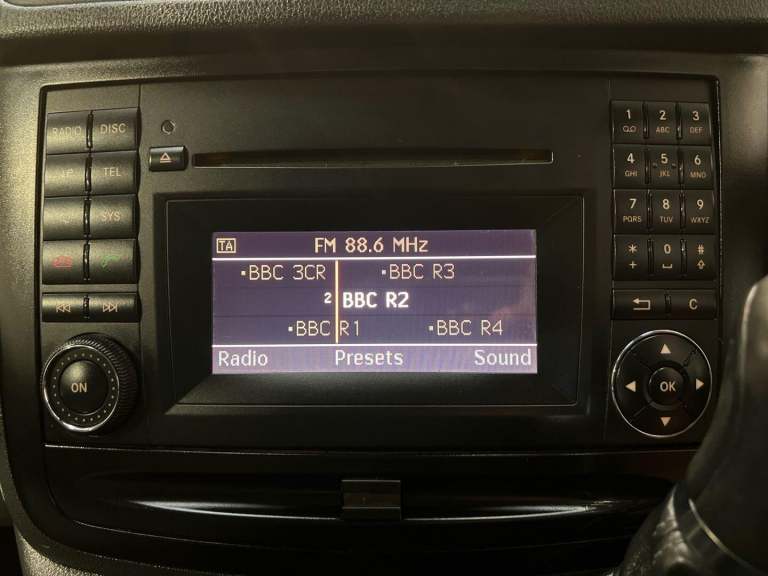 RADIO DISC
TEL
SYS
ON
TA FM 88.6 MHz
BBC 3CR BBC R3
2 BBC R2
BBC R1 BBC R4
Radio Presets Sound
1 2 ABC 3 DEF
4 GHI 5 JKL 6 MNO
7 PQRS 8 TUV 9 WXYZ
* + 0 #
C
OK